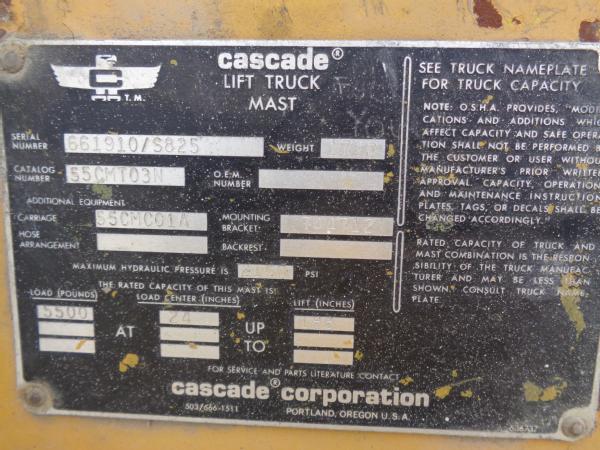 cascade®
LIFT TRUCK
MAST
T.M.
SERIAL NUMBER 661910/S825 WEIGHT
CATALOG NUMBER 55CMT03N O.E.M. NUMBER
ADDITIONAL EQUIPMENT
CARRIAGE 55CMC01A MOUNTING BRACKET
HOSE ARRANGEMENT BACKREST
MAXIMUM HYDRAULIC PRESSURE IS PSI
THE RATED CAPACITY OF THIS MAST IS:
LOAD (POUNDS) LOAD CENTER (INCHES) LIFT (INCHES)
5500 AT 24 UP TO
FOR SERVICE AND PARTS LITERATURE CONTACT
cascade® corporation
503/666-1511 PORTLAND, OREGON U.S.A.
SEE TRUCK NAMEPLATE
FOR TRUCK CAPACITY
NOTE: O.S.H.A. PROVIDES, "MODIFI
CATIONS AND ADDITIONS WHICH
AFFECT CAPACITY AND SAFE OPERA
TION SHALL NOT BE PERFORMED B
THE CUSTOMER OR USER WITHOU
MANUFACTURER'S PRIOR WRITTE
APPROVAL. CAPACITY, OPERATION
AND MAINTENANCE INSTRUCTION
PLATES, TAGS, OR DECALS SHALL BE
CHANGED ACCORDINGLY."
RATED CAPACITY OF TRUCK AND
MAST COMBINATION IS THE RESPON
SIBILITY OF THE TRUCK MANUFAC
TURER AND MAY BE LESS THAN
SHOWN. CONSULT TRUCK NAME
PLATE.